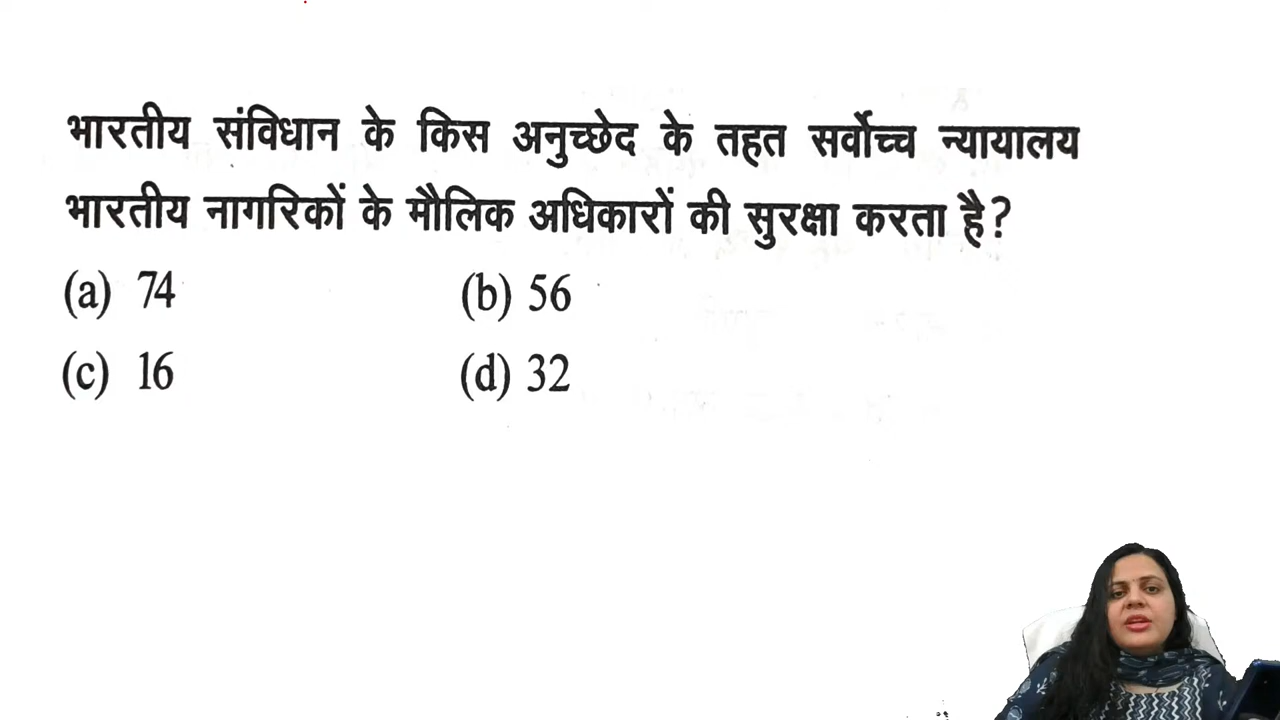 भारतीय संविधान के किस अनुच्छेद के तहत सर्वोच्च न्यायालय
भारतीय नागरिकों के मौलिक अधिकारों की सुरक्षा करता है?
(a) 74 (b) 56
(c) 16 (d) 32